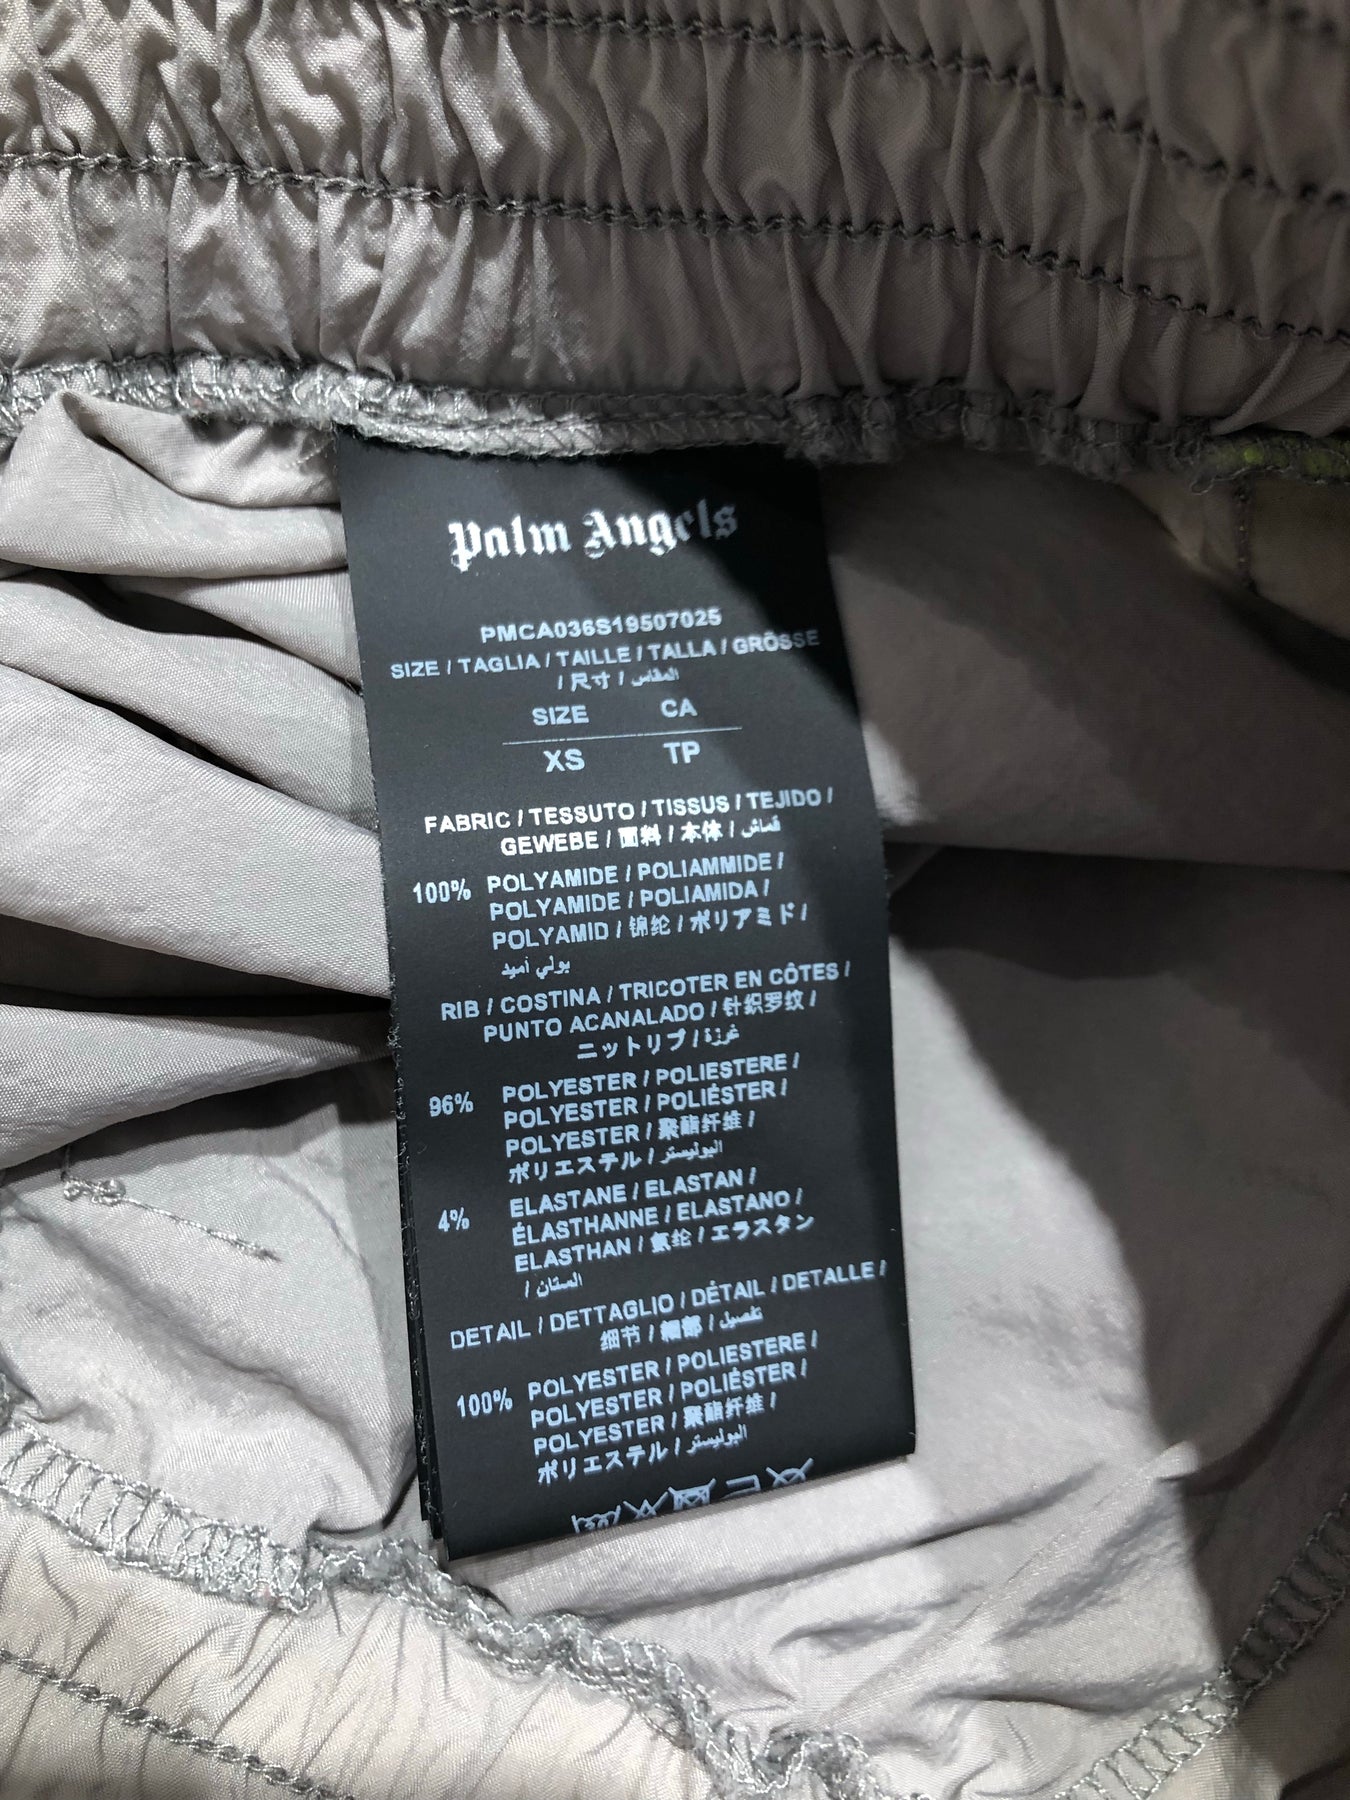 Palm Angels
PMCA036S19507025
SIZE / TAGLIA / TAILLE / TALLA / GRÖSSE
/ 尺寸 / المقاس
SIZE CA
XS TP
FABRIC / TESSUTO / TISSUS / TEJIDO /
GEWEBE / 面料 / 本体 / قماش
100% POLYAMIDE / POLIAMMIDE /
POLYAMIDE / POLIAMIDA /
POLYAMID / 锦纶 / ポリアミド /
بولي أميد
RIB / COSTINA / TRICOTER EN CÔTES /
PUNTO ACANALADO / 针织罗纹 /
ニットリブ / غرزة
96% POLYESTER / POLIESTERE /
POLYESTER / POLIÉSTER /
POLYESTER / 聚酯纤维 /
ポリエステル / البوليستر
4% ELASTANE / ELASTAN /
ÉLASTHANNE / ELASTANO /
ELASTHAN / 氨纶 / エラスタン
/ الستان
DETAIL / DETTAGLIO / DÉTAIL / DETALLE /
细节 / 細部 / تفصيل
100% POLYESTER / POLIESTERE /
POLYESTER / POLIÉSTER /
POLYESTER / 聚酯纤维 /
ポリエステル / البوليستر
30